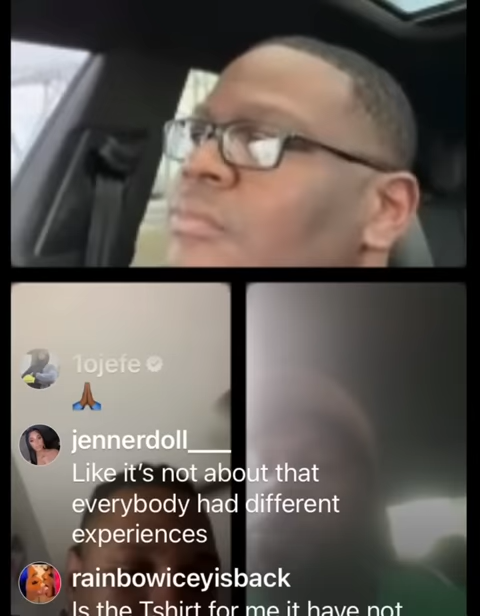 1ojefe
🙏🏾
jennerdoll___
Like it’s not about that
everybody had different
experiences
rainbowiceyisback
Is the Tshirt for me it have not